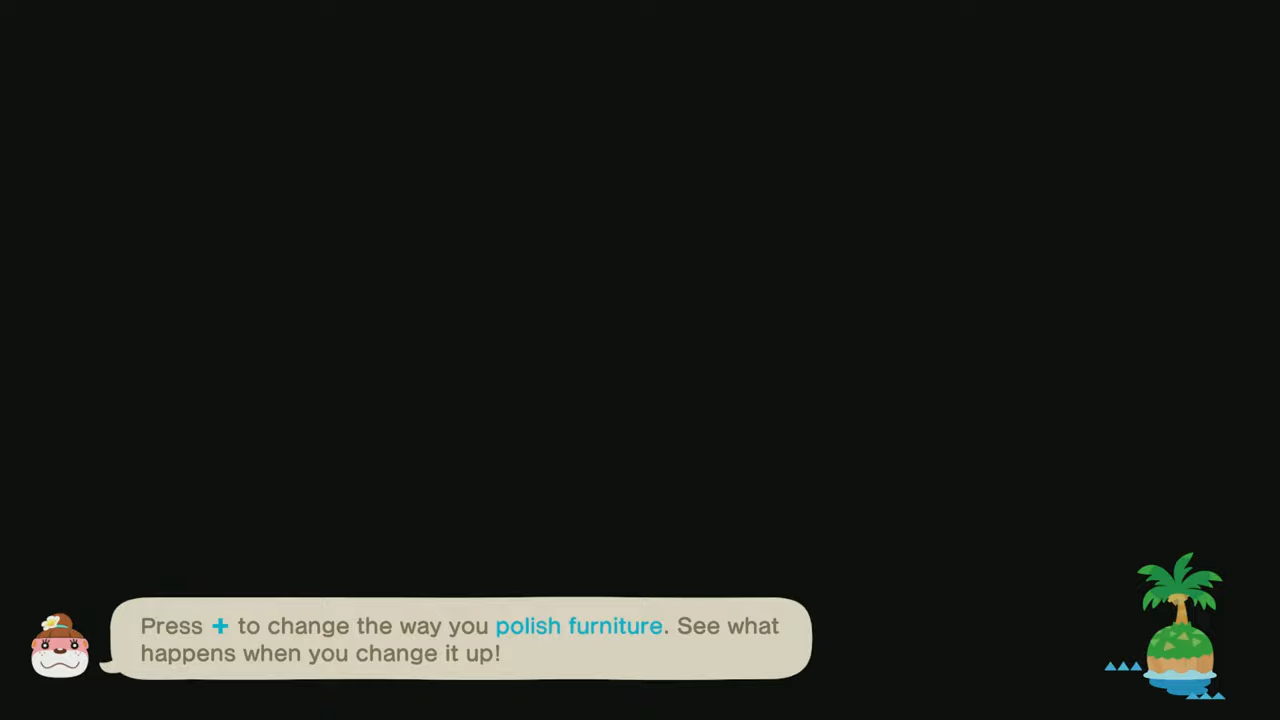 Press + to change the way you polish furniture. See what
happens when you change it up!